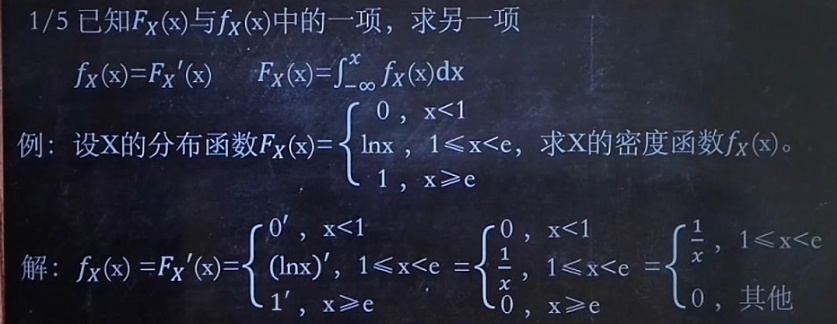 1/5 已知F_X(x)与f_X(x)中的一项，求另一项
f_X(x)=F_X′(x)  F_X(x)=∫_{-∞}^{x} f_X(x)dx
例：设X的分布函数F_X(x)={0，x<1；lnx，1⩽x<e；1，x⩾e，求X的密度函数f_X(x)。
解：f_X(x) =F_X′(x)={0′，x<1；(lnx)′，1⩽x<e；1′，x⩾e ={0，x<1；1/x，1⩽x<e；0，x⩾e ={1/x，1⩽x<e；0，其他